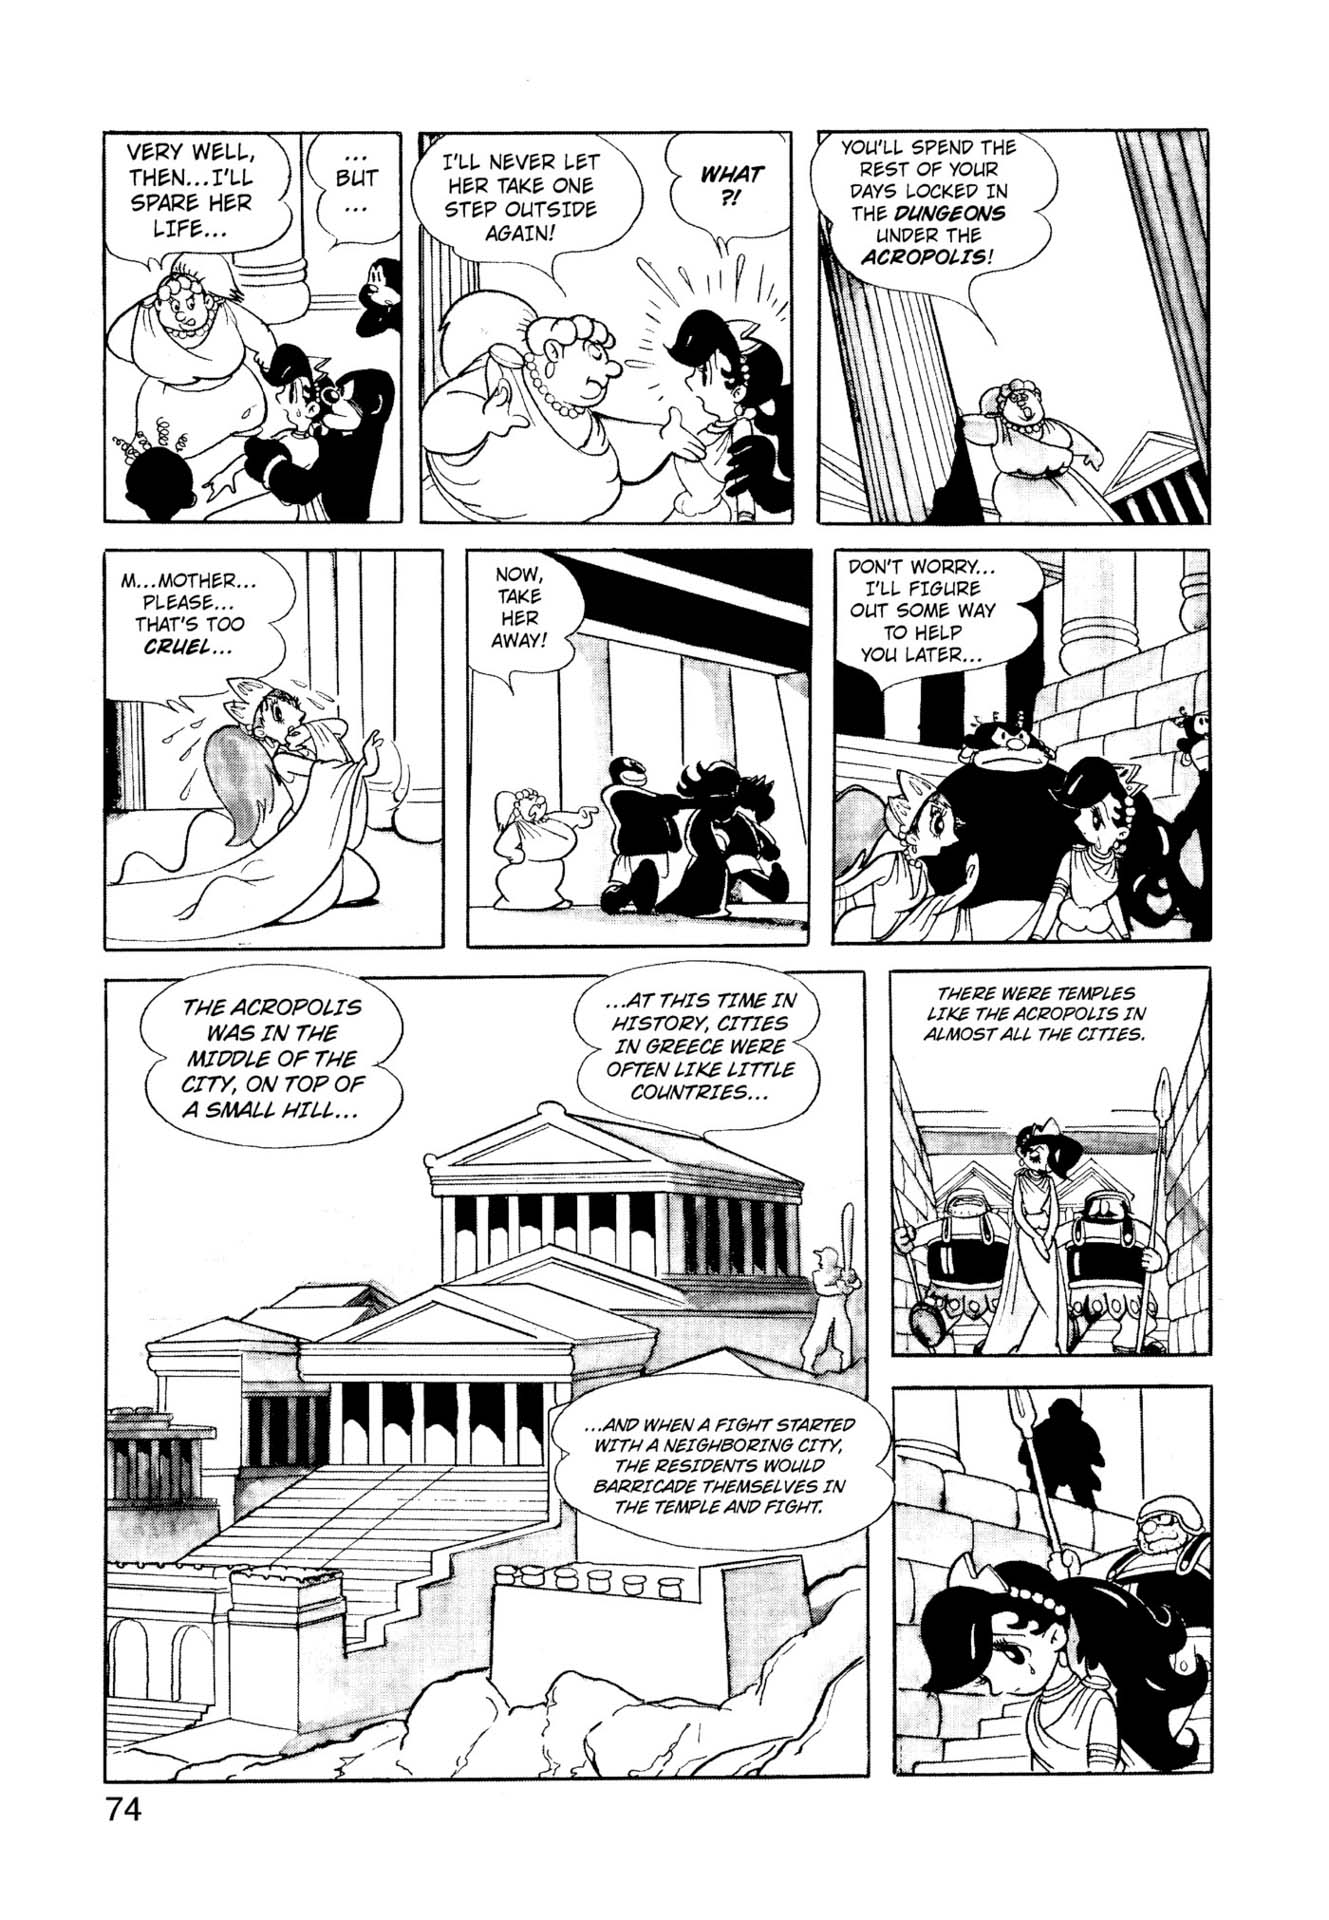 VERY WELL,
THEN...I'LL
SPARE HER
LIFE...
...
BUT
...
I'LL NEVER LET
HER TAKE ONE
STEP OUTSIDE
AGAIN!
WHAT
?!
YOU'LL SPEND THE
REST OF YOUR
DAYS LOCKED IN
THE DUNGEONS
UNDER THE
ACROPOLIS!
M...MOTHER...
PLEASE...
THAT'S TOO
CRUEL...
NOW,
TAKE
HER
AWAY!
DON'T WORRY...
I'LL FIGURE
OUT SOME WAY
TO HELP
YOU LATER...
THE ACROPOLIS
WAS IN THE
MIDDLE OF THE
CITY, ON TOP OF
A SMALL HILL...
...AT THIS TIME IN
HISTORY, CITIES
IN GREECE WERE
OFTEN LIKE LITTLE
COUNTRIES...
...AND WHEN A FIGHT STARTED
WITH A NEIGHBORING CITY,
THE RESIDENTS WOULD
BARRICADE THEMSELVES IN
THE TEMPLE AND FIGHT.
THERE WERE TEMPLES
LIKE THE ACROPOLIS IN
ALMOST ALL THE CITIES.
74